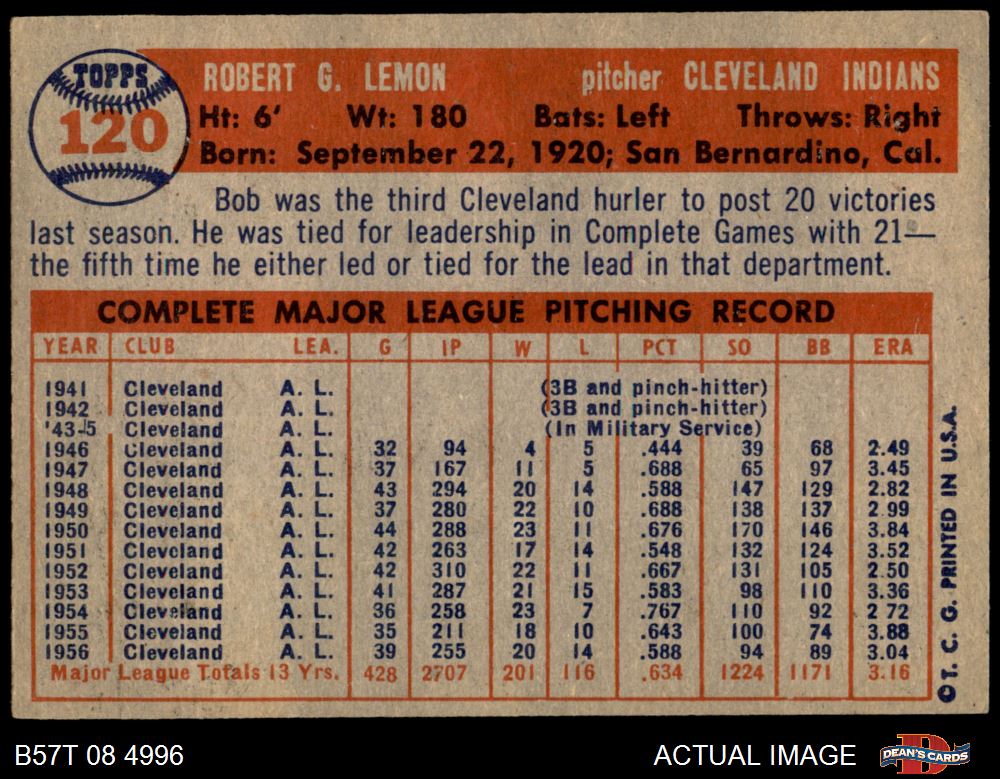 TOPPS
120
ROBERT G. LEMON pitcher CLEVELAND INDIANS
Ht: 6' Wt: 180 Bats: Left Throws: Right
Born: September 22, 1920; San Bernardino, Cal.
Bob was the third Cleveland hurler to post 20 victories
last season. He was tied for leadership in Complete Games with 21—
the fifth time he either led or tied for the lead in that department.
COMPLETE MAJOR LEAGUE PITCHING RECORD
YEAR CLUB LEA. G IP W L PCT SO BB ERA
1941 Cleveland A. L. (3B and pinch-hitter)
1942 Cleveland A. L. (3B and pinch-hitter)
'43-5 Cleveland A. L. (In Military Service)
1946 Cleveland A. L. 32 94 4 5 .444 39 68 2.49
1947 Cleveland A. L. 37 167 11 5 .688 65 97 3.45
1948 Cleveland A. L. 43 294 20 14 .588 147 129 2.82
1949 Cleveland A. L. 37 280 22 10 .688 138 137 2.99
1950 Cleveland A. L. 44 288 23 11 .676 170 146 3.84
1951 Cleveland A. L. 42 263 17 14 .548 132 124 3.52
1952 Cleveland A. L. 42 310 22 11 .667 131 105 2.50
1953 Cleveland A. L. 41 287 21 15 .583 98 110 3.36
1954 Cleveland A. L. 36 258 23 7 .767 110 92 2 72
1955 Cleveland A. L. 35 211 18 10 .643 100 74 3.88
1956 Cleveland A. L. 39 255 20 14 .588 94 89 3.04
Major League Totals 13 Yrs. 428 2707 201 116 .634 1224 1171 3.16
©T. C. G. PRINTED IN U.S.A.
B57T 08 4996 ACTUAL IMAGE D DEAN'S CARDS